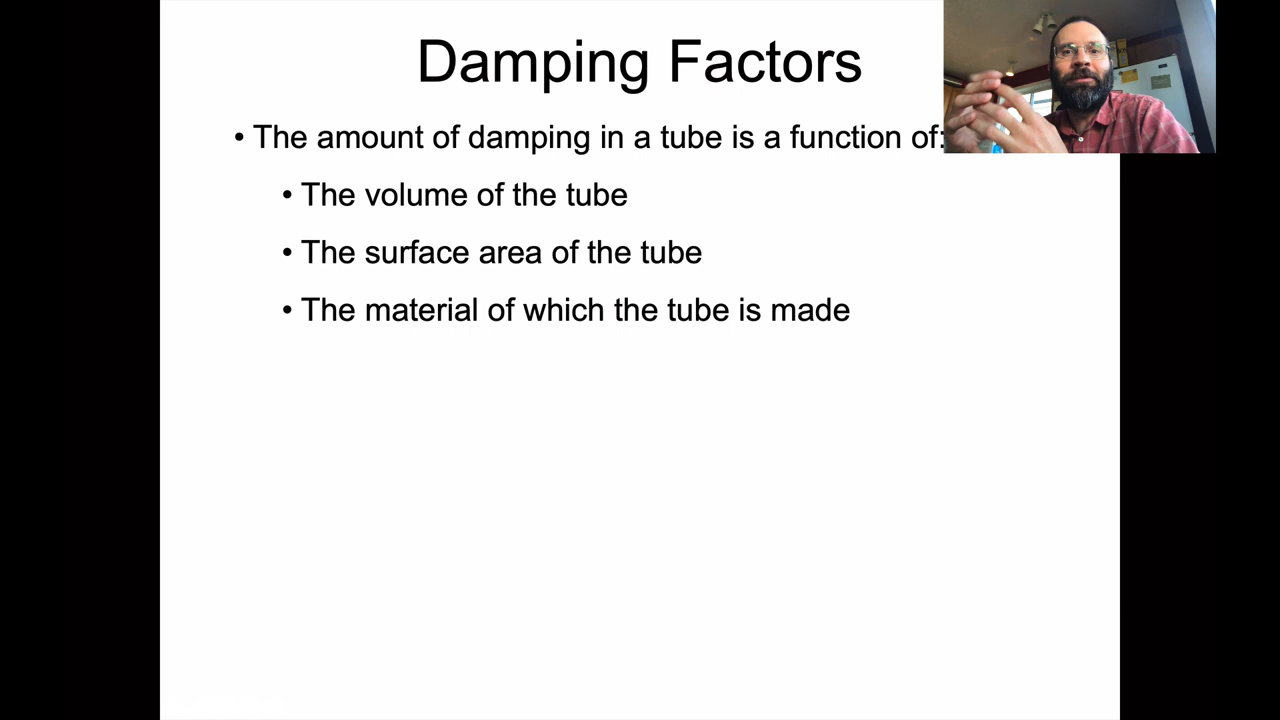 Damping Factors
• The amount of damping in a tube is a function of:
• The volume of the tube
• The surface area of the tube
• The material of which the tube is made